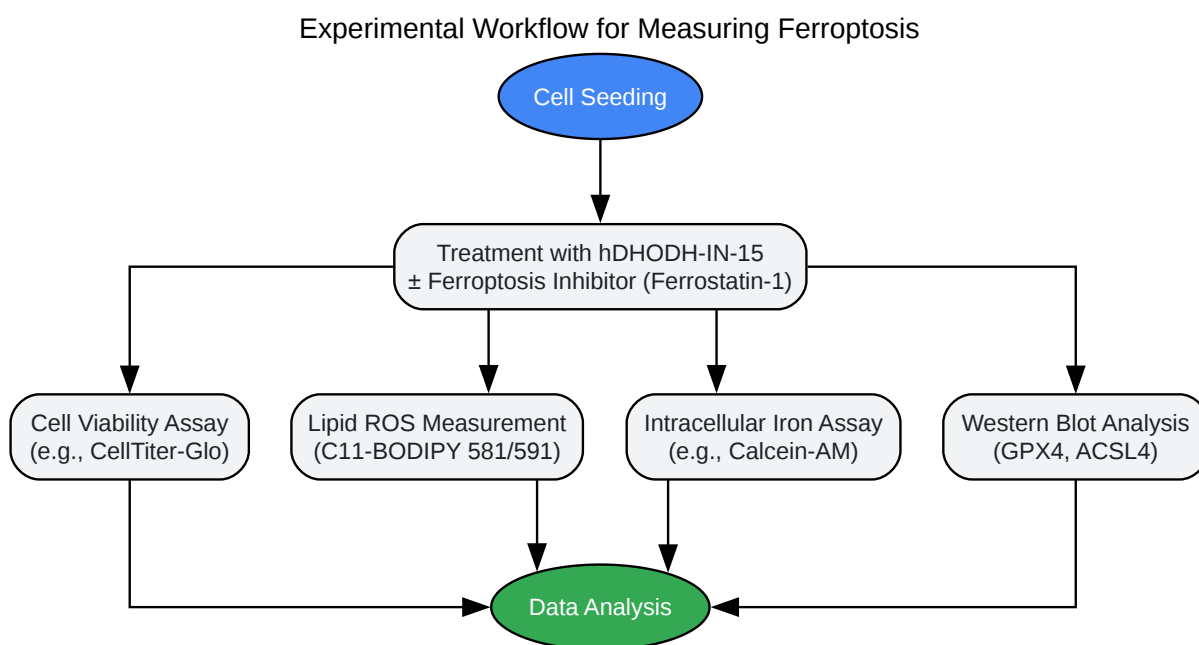 Experimental Workflow for Measuring Ferroptosis
Cell Seeding
Treatment with hDHODH-IN-15
± Ferroptosis Inhibitor (Ferrostatin-1)
Cell Viability Assay
(e.g., CellTiter-Glo)
Lipid ROS Measurement
(C11-BODIPY 581/591)
Intracellular Iron Assay
(e.g., Calcein-AM)
Western Blot Analysis
(GPX4, ACSL4)
Data Analysis